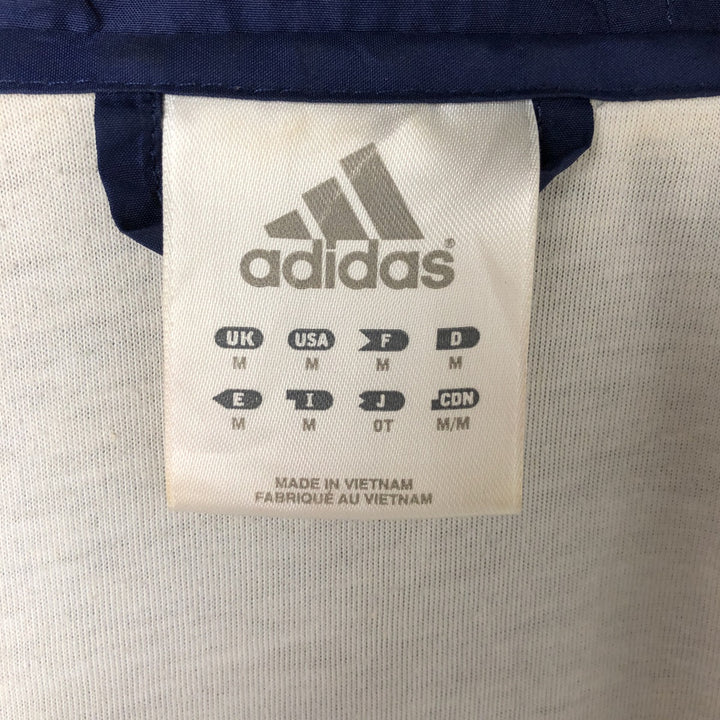 adidas®
UK USA F D
M M M M
E I J CDN
M M OT M/M
MADE IN VIETNAM
FABRIQUÉ AU VIETNAM